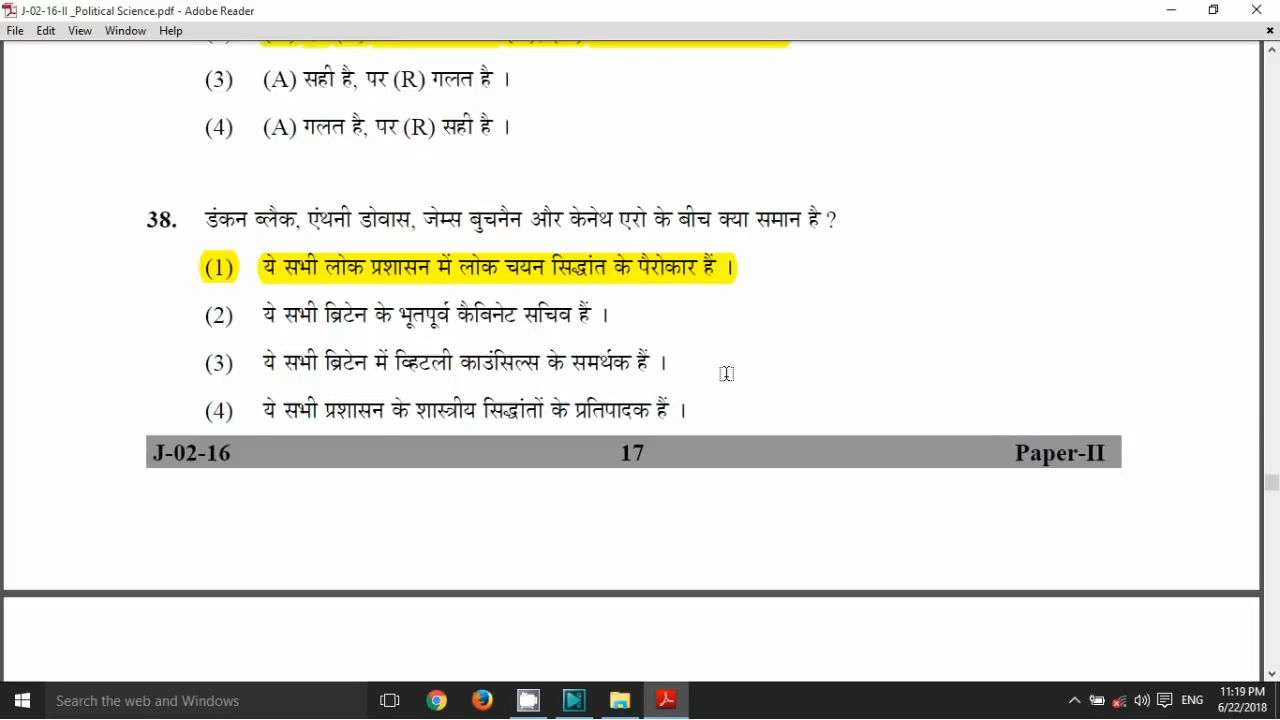 J-02-16-II _Political Science.pdf - Adobe Reader
File Edit View Window Help
(3) (A) सही है, पर (R) गलत है ।
(4) (A) गलत है, पर (R) सही है ।
38. डंकन ब्लैक, एंथनी डोवास, जेम्स बुचनैन और केनेथ एरो के बीच क्या समान है ?
(1) ये सभी लोक प्रशासन में लोक चयन सिद्धांत के पैरोकार हैं ।
(2) ये सभी ब्रिटेन के भूतपूर्व कैबिनेट सचिव हैं ।
(3) ये सभी ब्रिटेन में व्हिटली काउंसिल्स के समर्थक हैं ।
(4) ये सभी प्रशासन के शास्त्रीय सिद्धांतों के प्रतिपादक हैं ।
J-02-16 17 Paper-II
Search the web and Windows
ENG
11:19 PM
6/22/2018